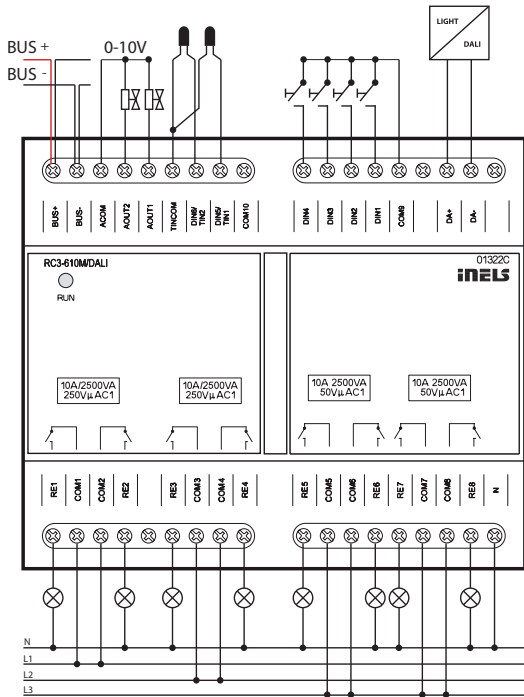 LIGHT
DALI
BUS +
0-10V
BUS -
BUS+
BUS-
ACOM
AOUT2
AOUT1
TINCOM
DIN6/
TIN2
DIN5/
TIN1
COM10
DIN4
DIN3
DIN2
DIN1
COM9
DA+
DA-
RC3-610M/DALI
RUN
01322C
iNELS
10A/2500VA
250VµAC1
10A/2500VA
250VµAC1
10A 2500VA
50VµAC1
10A 2500VA
50VµAC1
RE1
COM1
COM2
RE2
RE3
COM3
COM4
RE4
RE5
COM5
COM6
RE6
RE7
COM7
COM8
RE8
N
N
L1
L2
L3